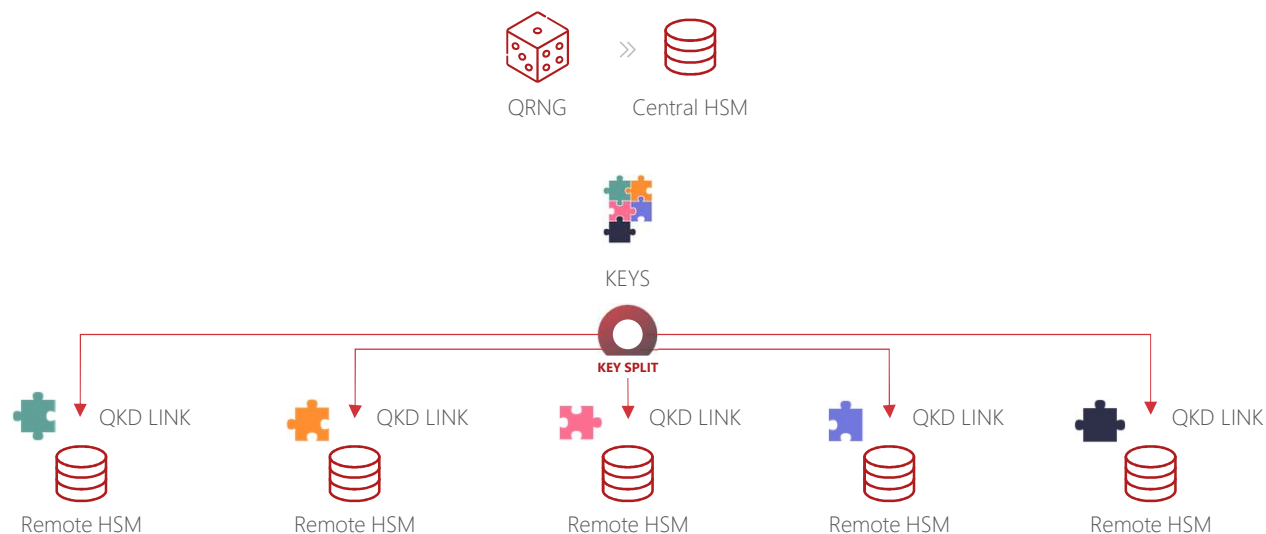 QRNG
Central HSM
KEYS
KEY SPLIT
QKD LINK
QKD LINK
QKD LINK
QKD LINK
QKD LINK
Remote HSM
Remote HSM
Remote HSM
Remote HSM
Remote HSM